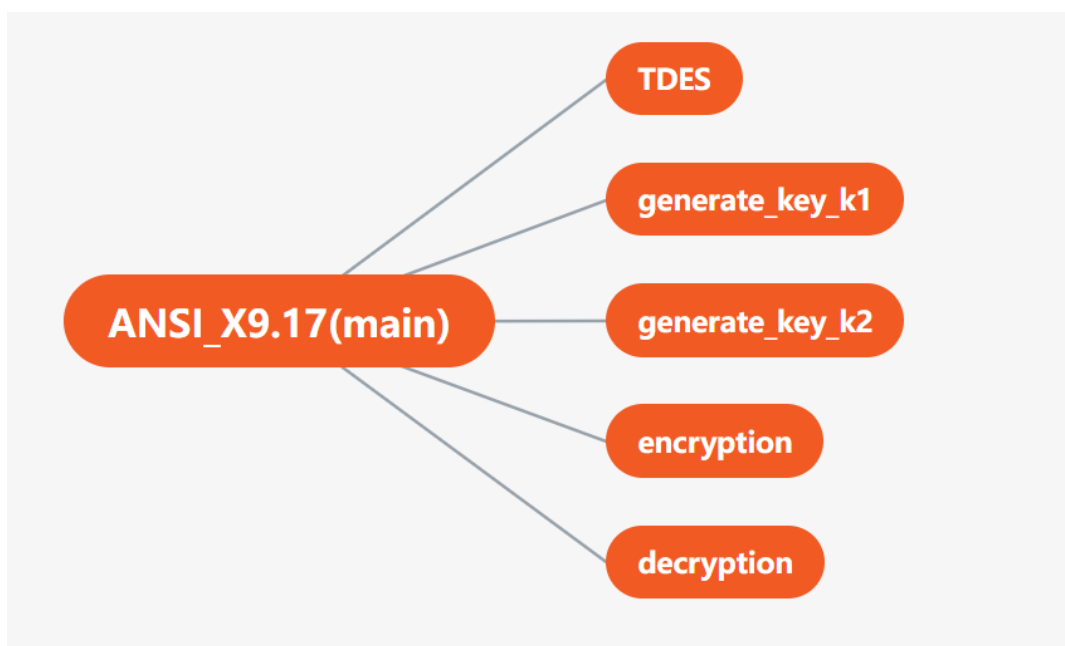 TDES
generate_key_k1
ANSI_X9.17(main)
generate_key_k2
encryption
decryption